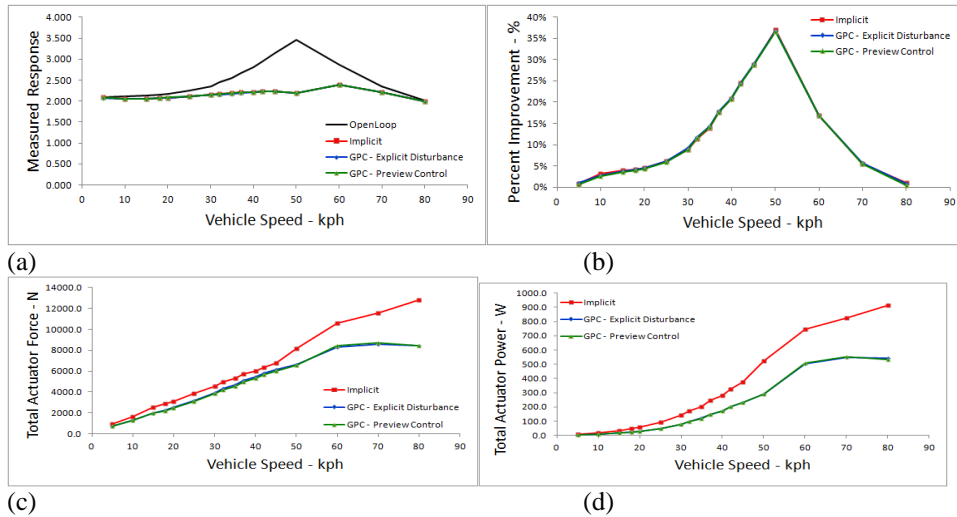 Measured Response
4.000
3.500
3.000
2.500
2.000
1.500
1.000
0.500
0.000
OpenLoop
Implicit
GPC - Explicit Disturbance
GPC - Preview Control
0 10 20 30 40 50 60 70 80 90
Vehicle Speed - kph
(a)
Percent Improvement - %
40%
35%
30%
25%
20%
15%
10%
5%
0%
Implicit
GPC - Explicit Disturbance
GPC - Preview Control
0 10 20 30 40 50 60 70 80 90
Vehicle Speed - kph
(b)
Total Actuator Force - N
14000.0
12000.0
10000.0
8000.0
6000.0
4000.0
2000.0
0.0
Implicit
GPC - Explicit Disturbance
GPC - Preview Control
0 10 20 30 40 50 60 70 80 90
Vehicle Speed - kph
(c)
Total Actuator Power - W
1000.0
900.0
800.0
700.0
600.0
500.0
400.0
300.0
200.0
100.0
0.0
Implicit
GPC - Explicit Disturbance
GPC - Preview Control
0 10 20 30 40 50 60 70 80 90
Vehicle Speed - kph
(d)